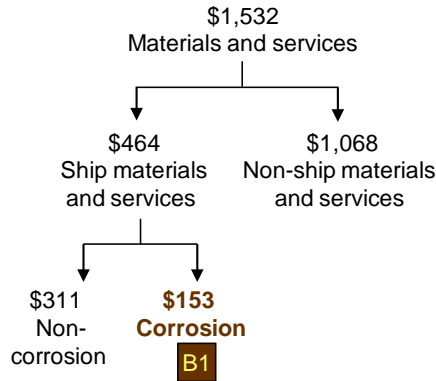 $1,532
Materials and services
$464
Ship materials
and services
$1,068
Non-ship materials
and services
$311
Non-
corrosion
$153
Corrosion
B1